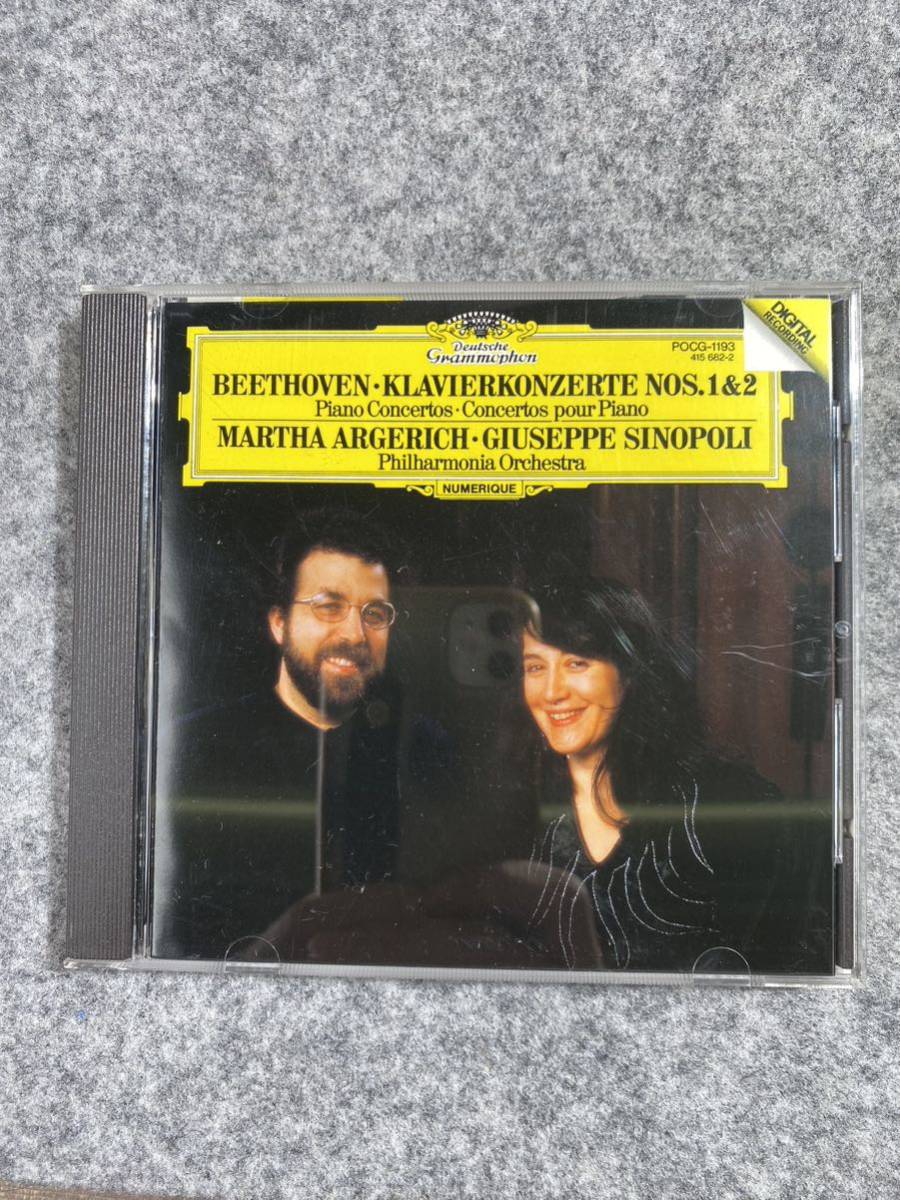 Deutsche
Grammophon
POCG-1193
415 682-2
DIGITAL
RECORDING
BEETHOVEN·KLAVIERKONZERTE NOS.1&2
Piano Concertos·Concertos pour Piano
MARTHA ARGERICH·GIUSEPPE SINOPOLI
Philharmonia Orchestra
NUMERIQUE